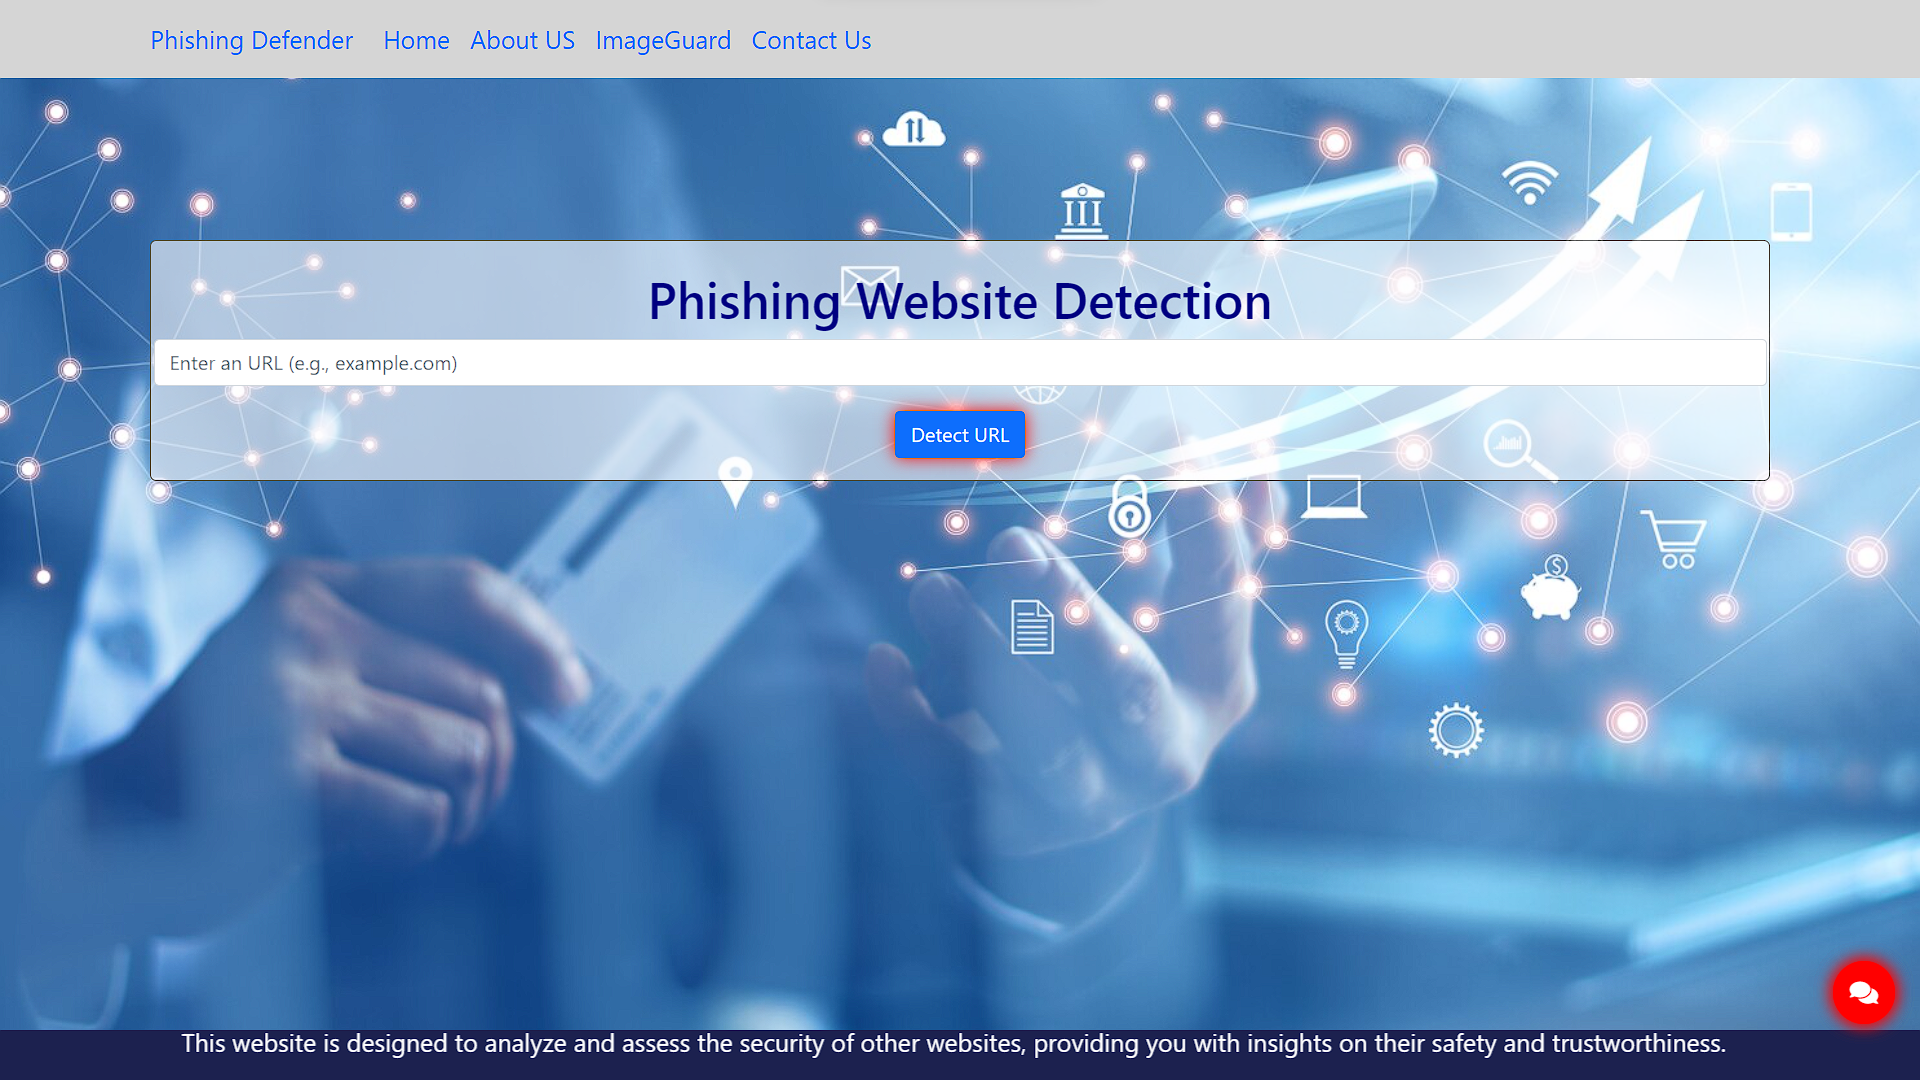 Phishing Defender Home About US ImageGuard Contact Us
Phishing Website Detection
Enter an URL (e.g., example.com)
Detect URL
This website is designed to analyze and assess the security of other websites, providing you with insights on their safety and trustworthiness.